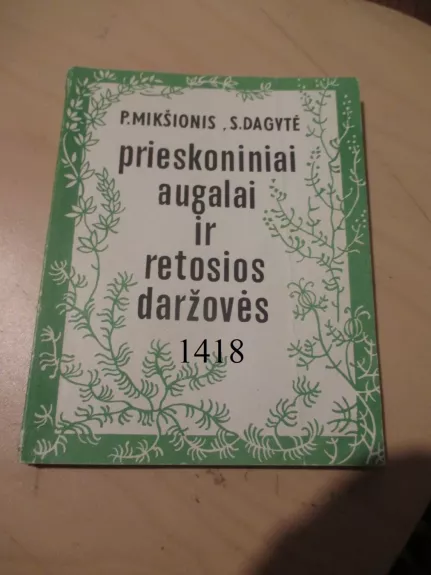 P.MIKŠIONIS, S.DAGYTĖ
prieskoniniai
augalai
ir
retosios
daržovės
1418